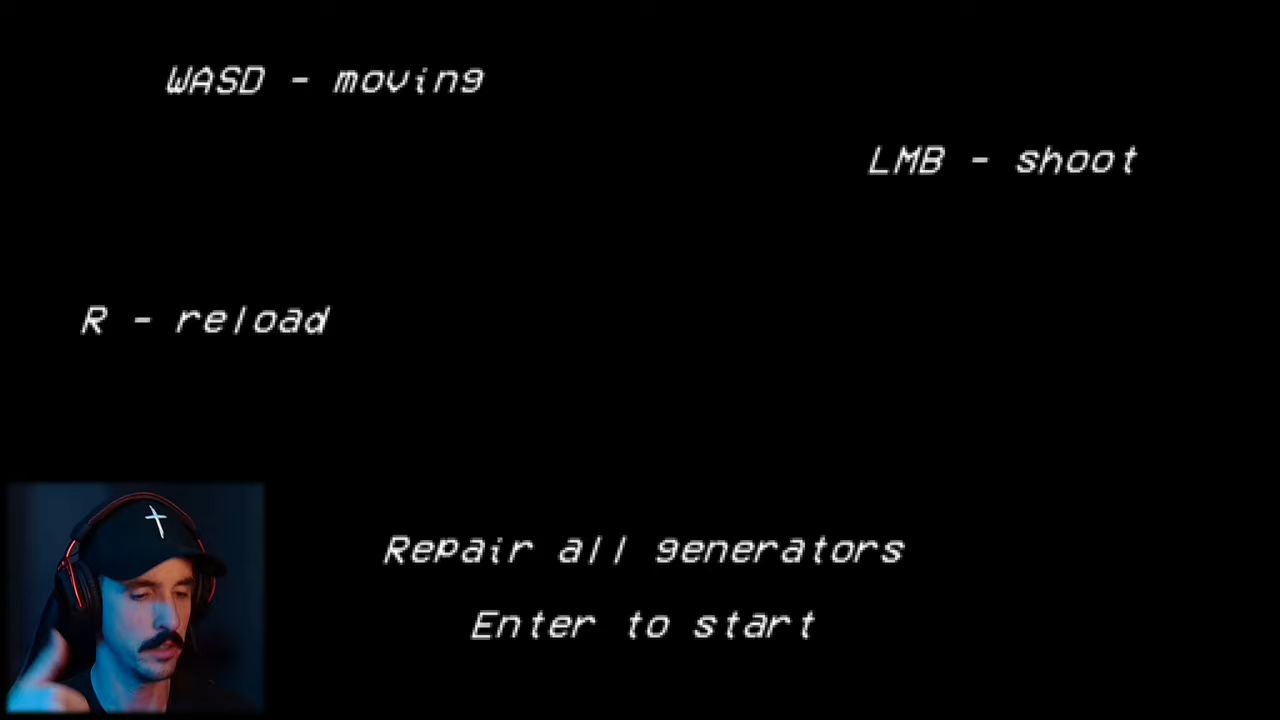 WASD - moving
LMB - shoot
R - reload
Repair all generators
Enter to start